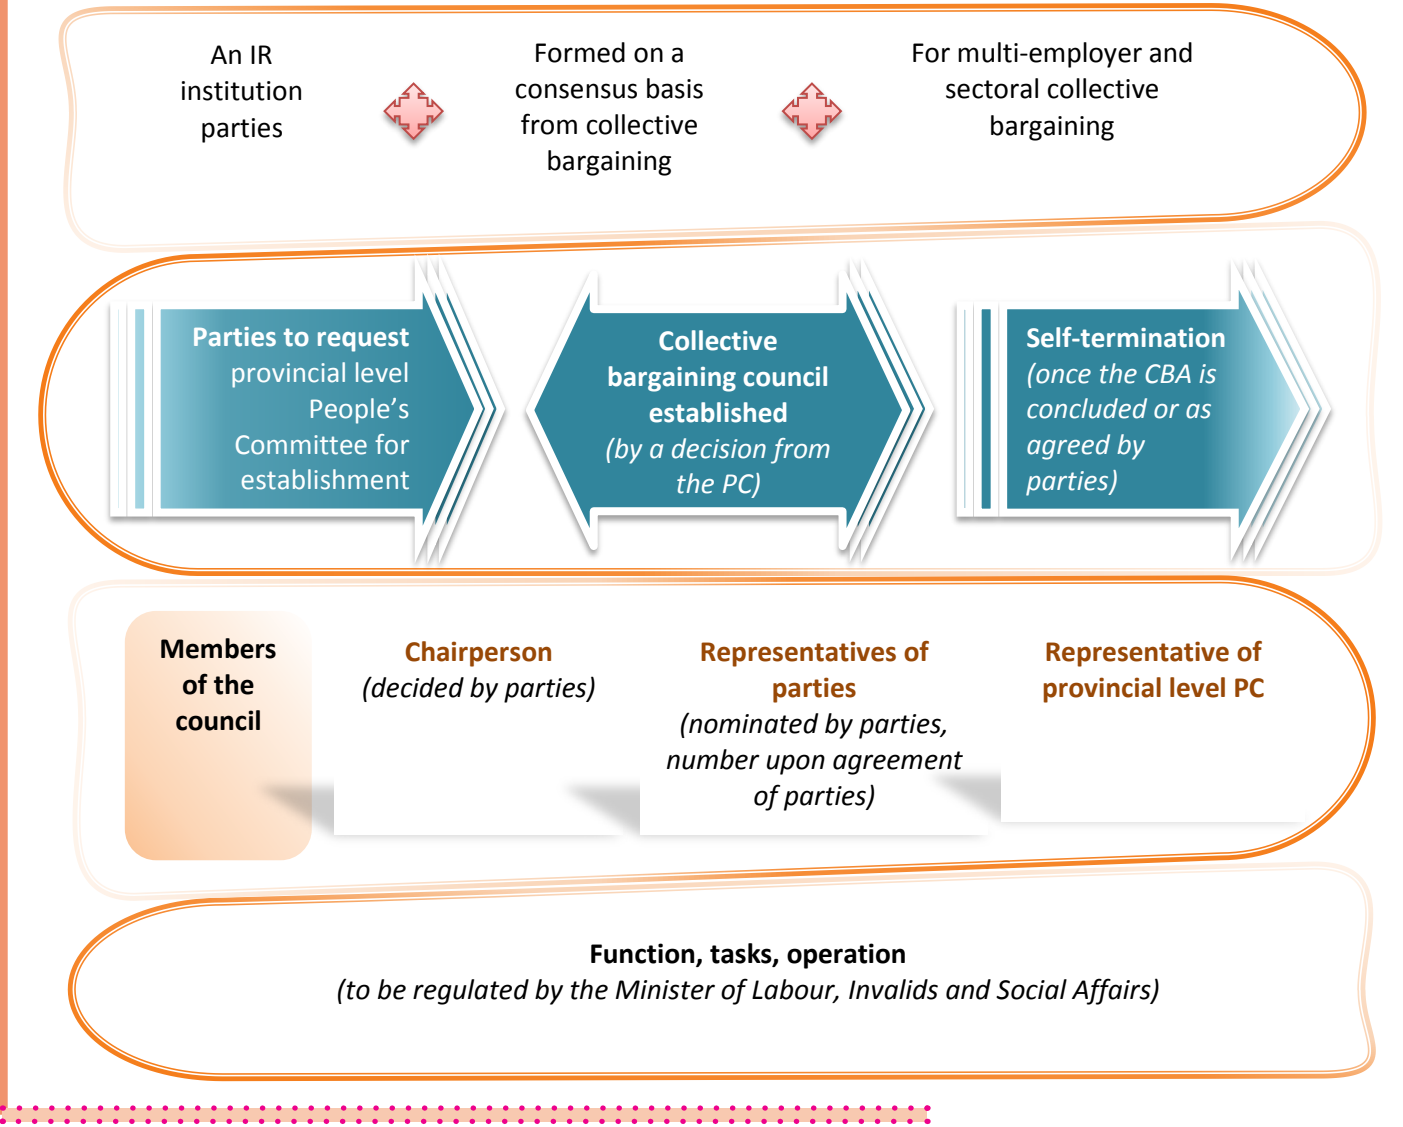 An IR
institution
parties
Formed on a
consensus basis
from collective
bargaining
For multi-employer and
sectoral collective
bargaining
Parties to request
provincial level
People’s
Committee for
establishment
Collective
bargaining council
established
(by a decision from
the PC)
Self-termination
(once the CBA is
concluded or as
agreed by
parties)
Members
of the
council
Chairperson
(decided by parties)
Representatives of
parties
(nominated by parties,
number upon agreement
of parties)
Representative of
provincial level PC
Function, tasks, operation
(to be regulated by the Minister of Labour, Invalids and Social Affairs)